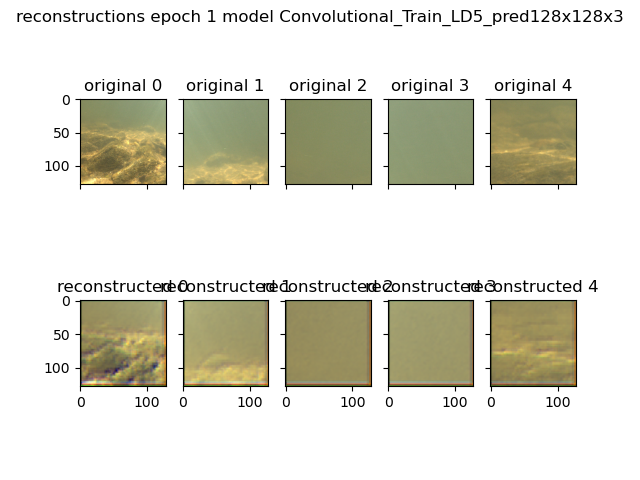 reconstructions epoch 1 model Convolutional_Train_LD5_pred128x128x3
original 0 original 1 original 2 original 3 original 4
0
50
100
reconstructed 0 reconstructed 1 reconstructed 2 reconstructed 3 reconstructed 4
0
50
100
0 100 0 100 0 100 0 100 0 100